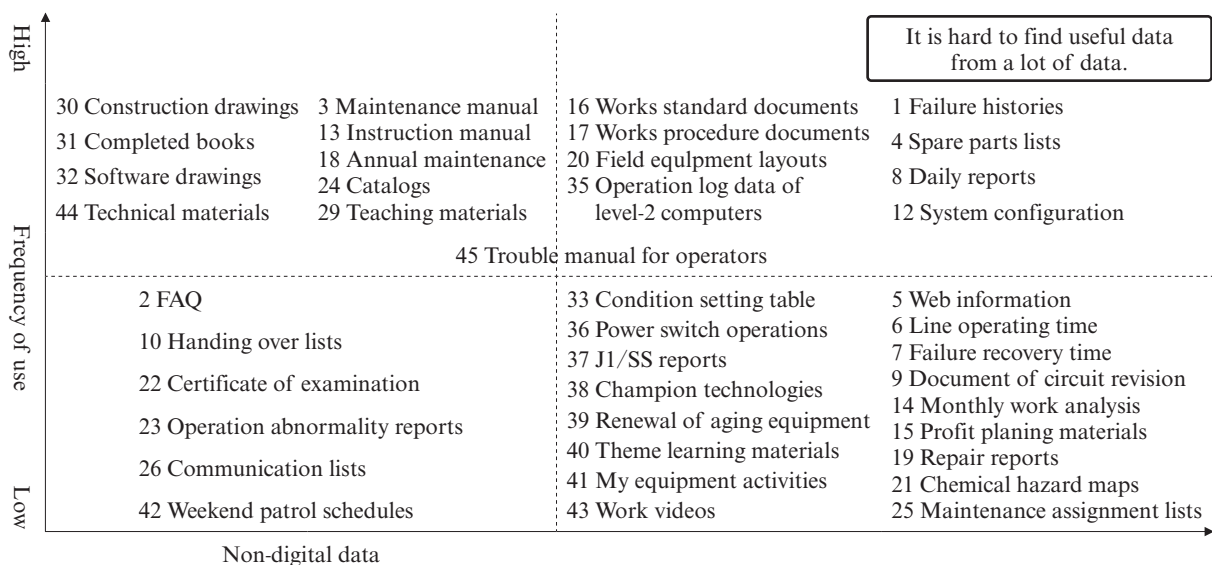 High
It is hard to find useful data
from a lot of data.
30 Construction drawings
31 Completed books
32 Software drawings
44 Technical materials
3 Maintenance manual
13 Instruction manual
18 Annual maintenance
24 Catalogs
29 Teaching materials
16 Works standard documents
17 Works procedure documents
20 Field equlpment layouts
35 Operation log data of
level-2 computers
1 Failure histories
4 Spare parts lists
8 Daily reports
12 System configuration
45 Trouble manual for operators
Frequency of use
2 FAQ
10 Handing over lists
22 Certificate of examination
23 Operation abnormality reports
26 Communication lists
42 Weekend patrol schedules
33 Condition setting table
36 Power switch operations
37 J1/SS reports
38 Champion technologies
39 Renewal of aging equipment
40 Theme learning materials
41 My equipment activities
43 Work videos
5 Web information
6 Line operating time
7 Failure recovery time
9 Document of circuit revision
14 Monthly work analysis
15 Profit planing materials
19 Repair reports
21 Chemical hazard maps
25 Maintenance assignment lists
Low
Non-digital data